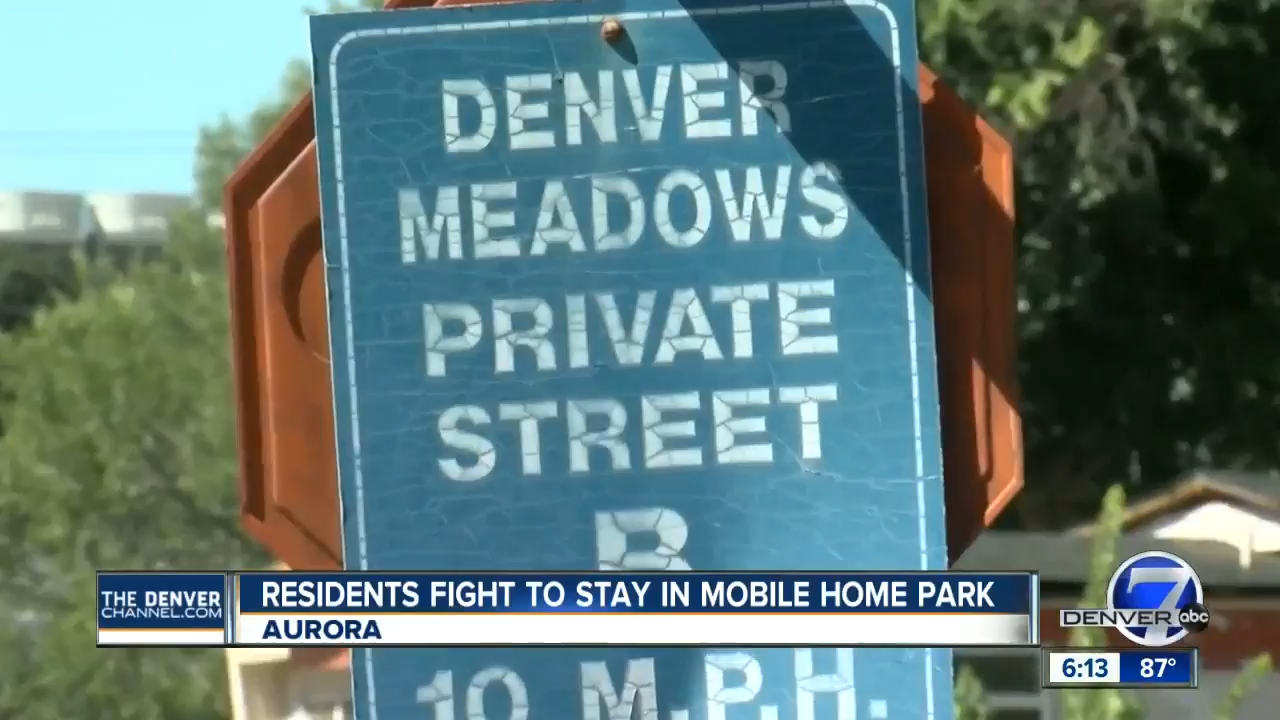 DENVER
MEADOWS
PRIVATE
STREET
B
10 M.P.H.
THE DENVER
CHANNEL.COM
RESIDENTS FIGHT TO STAY IN MOBILE HOME PARK
AURORA
DENVER 7 abc
6:13 87°